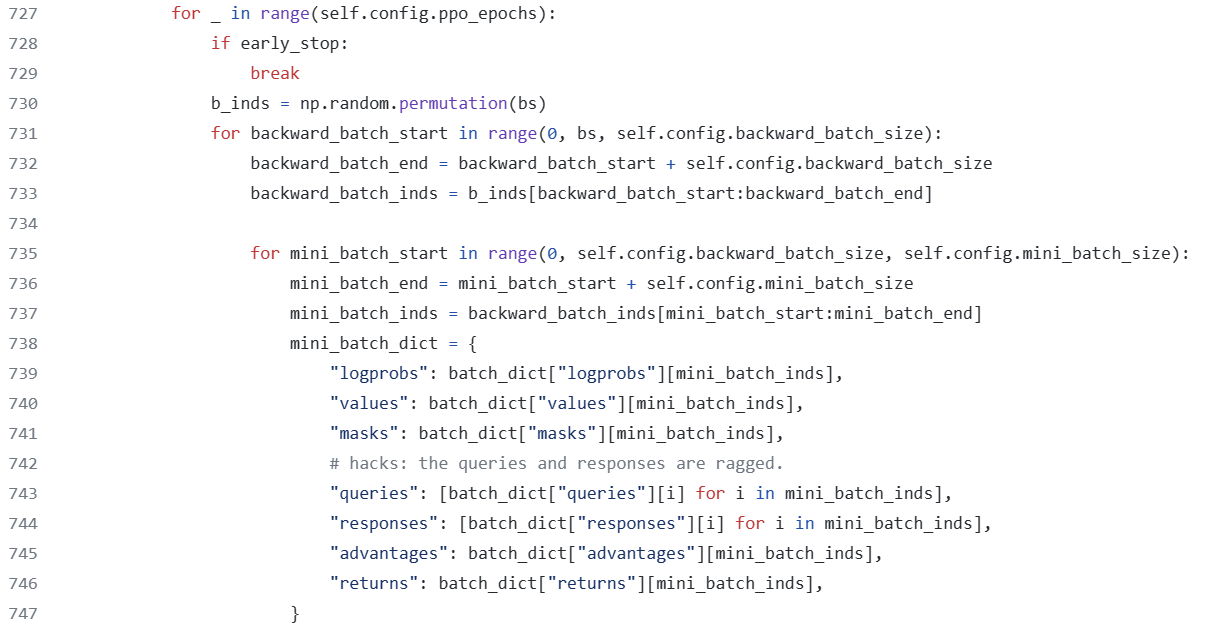 727            for _ in range(self.config.ppo_epochs):
728                if early_stop:
729                    break
730                b_inds = np.random.permutation(bs)
731                for backward_batch_start in range(0, bs, self.config.backward_batch_size):
732                    backward_batch_end = backward_batch_start + self.config.backward_batch_size
733                    backward_batch_inds = b_inds[backward_batch_start:backward_batch_end]
734
735                    for mini_batch_start in range(0, self.config.backward_batch_size, self.config.mini_batch_size):
736                        mini_batch_end = mini_batch_start + self.config.mini_batch_size
737                        mini_batch_inds = backward_batch_inds[mini_batch_start:mini_batch_end]
738                        mini_batch_dict = {
739                            "logprobs": batch_dict["logprobs"][mini_batch_inds],
740                            "values": batch_dict["values"][mini_batch_inds],
741                            "masks": batch_dict["masks"][mini_batch_inds],
742                            # hacks: the queries and responses are ragged.
743                            "queries": [batch_dict["queries"][i] for i in mini_batch_inds],
744                            "responses": [batch_dict["responses"][i] for i in mini_batch_inds],
745                            "advantages": batch_dict["advantages"][mini_batch_inds],
746                            "returns": batch_dict["returns"][mini_batch_inds],
747                        }